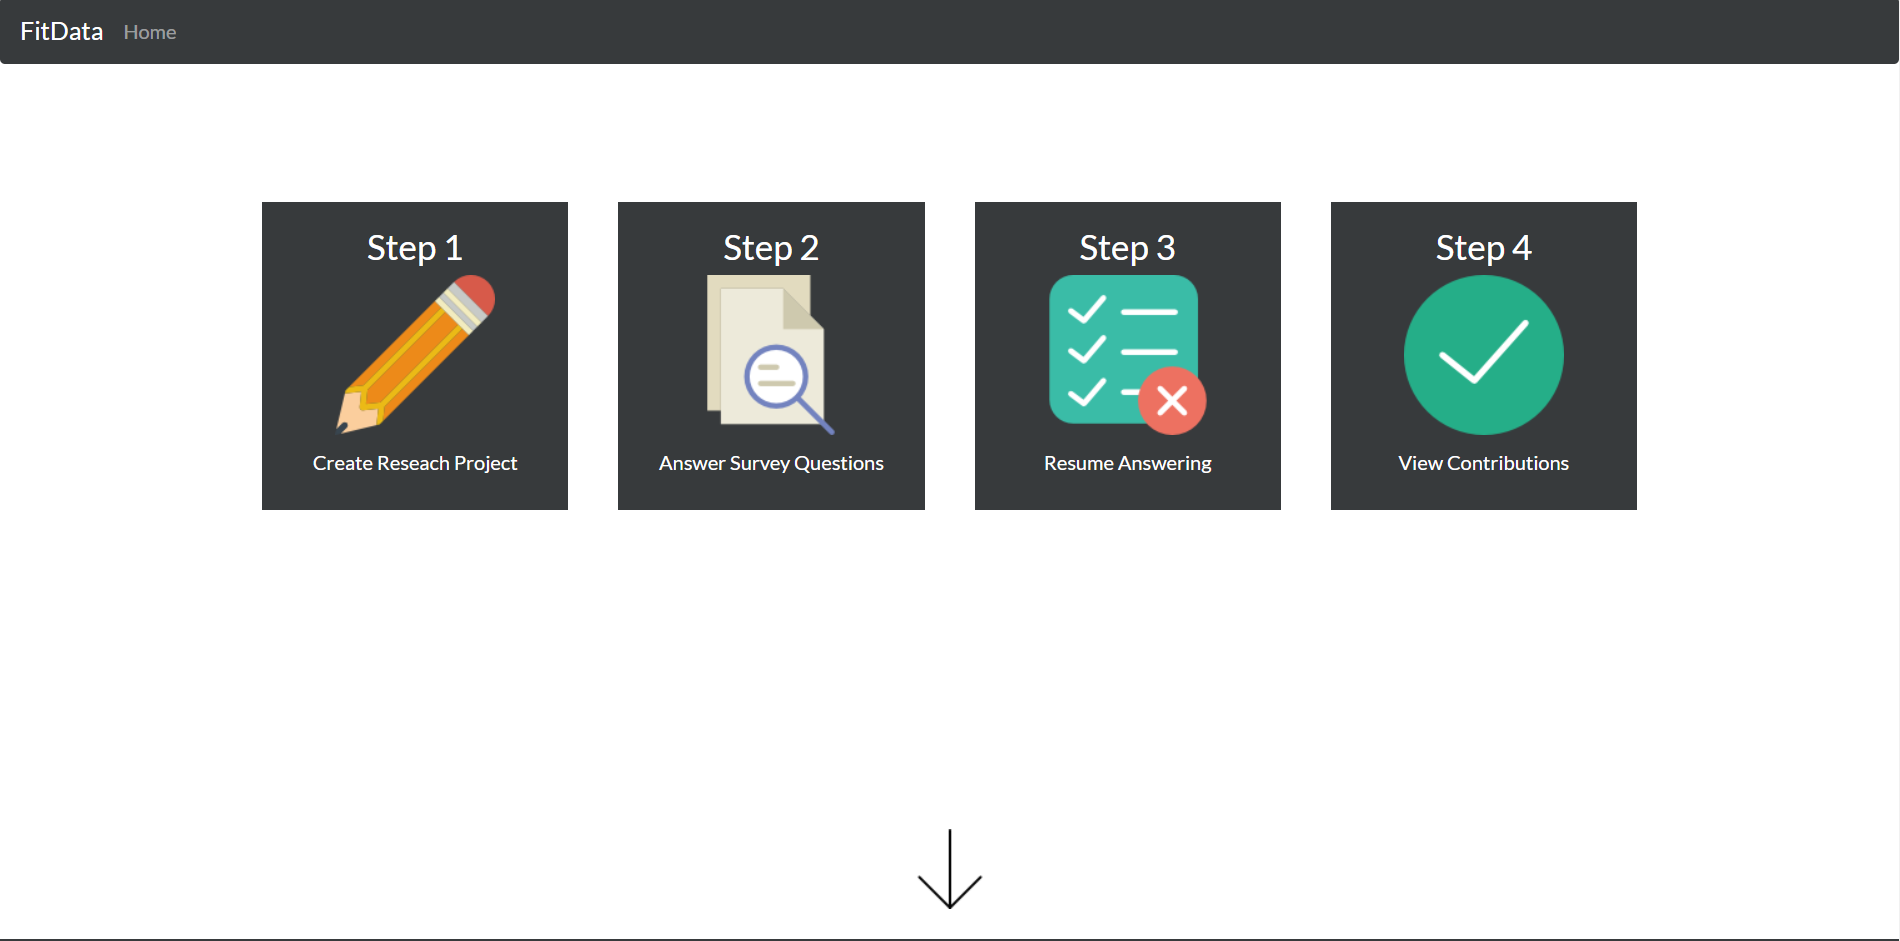 FitData Home
Step 1
Create Reseach Project
Step 2
Answer Survey Questions
Step 3
Resume Answering
Step 4
View Contributions